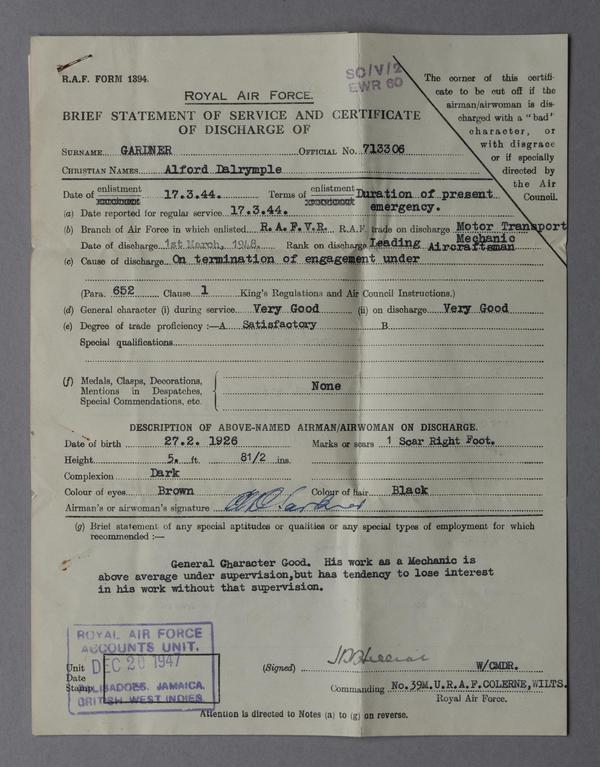 R.A.F. FORM 1394.
SO/V/2
EWR 60
ROYAL AIR FORCE.
The corner of this certifi-
cate to be cut off if the
airman/airwoman is dis-
charged with a "bad"
character, or
with disgrace
or if specially
directed by
the Air
Council.
BRIEF STATEMENT OF SERVICE AND CERTIFICATE
OF DISCHARGE OF
SURNAME GARDNER OFFICIAL No. 713306
CHRISTIAN NAMES Alford Dalrymple
Date of enlistment 17.3.44. Terms of enlistment Duration of present
emergency.
(a) Date reported for regular service 17.3.44.
(b) Branch of Air Force in which enlisted R.A.F.V.R. R.A.F. trade on discharge Motor Transport
Mechanic
Date of discharge 1st March, 1948. Rank on discharge Leading Aircraftsman
(c) Cause of discharge On termination of engagement under
(Para. 652 Clause 1 King's Regulations and Air Council Instructions.)
(d) General character (i) during service Very Good (ii) on discharge Very Good
(e) Degree of trade proficiency :—A Satisfactory B
Special qualifications
(f) Medals, Clasps, Decorations,
Mentions in Despatches,
Special Commendations, etc.
None
DESCRIPTION OF ABOVE-NAMED AIRMAN/AIRWOMAN ON DISCHARGE.
Date of birth 27.2. 1926 Marks or scars 1 Scar Right Foot.
Height 5. ft. 81/2 ins.
Complexion Dark
Colour of eyes Brown Colour of hair Black
Airman's or airwoman's signature A D Gardner
(g) Brief statement of any special aptitudes or qualities or any special types of employment for which
recommended :—
General Character Good. His work as a Mechanic is
above average under supervision,but has tendency to lose interest
in his work without that supervision.
ROYAL AIR FORCE
ACCOUNTS UNIT.
DEC 20 1947
PALISADOES. JAMAICA.
BRITISH WEST INDIES
Unit
Date
Stamp
(Signed) W/CMDR.
Commanding No.39M.U.R.A.F.COLERNE,WILTS.
Royal Air Force.
Attention is directed to Notes (a) to (g) on reverse.